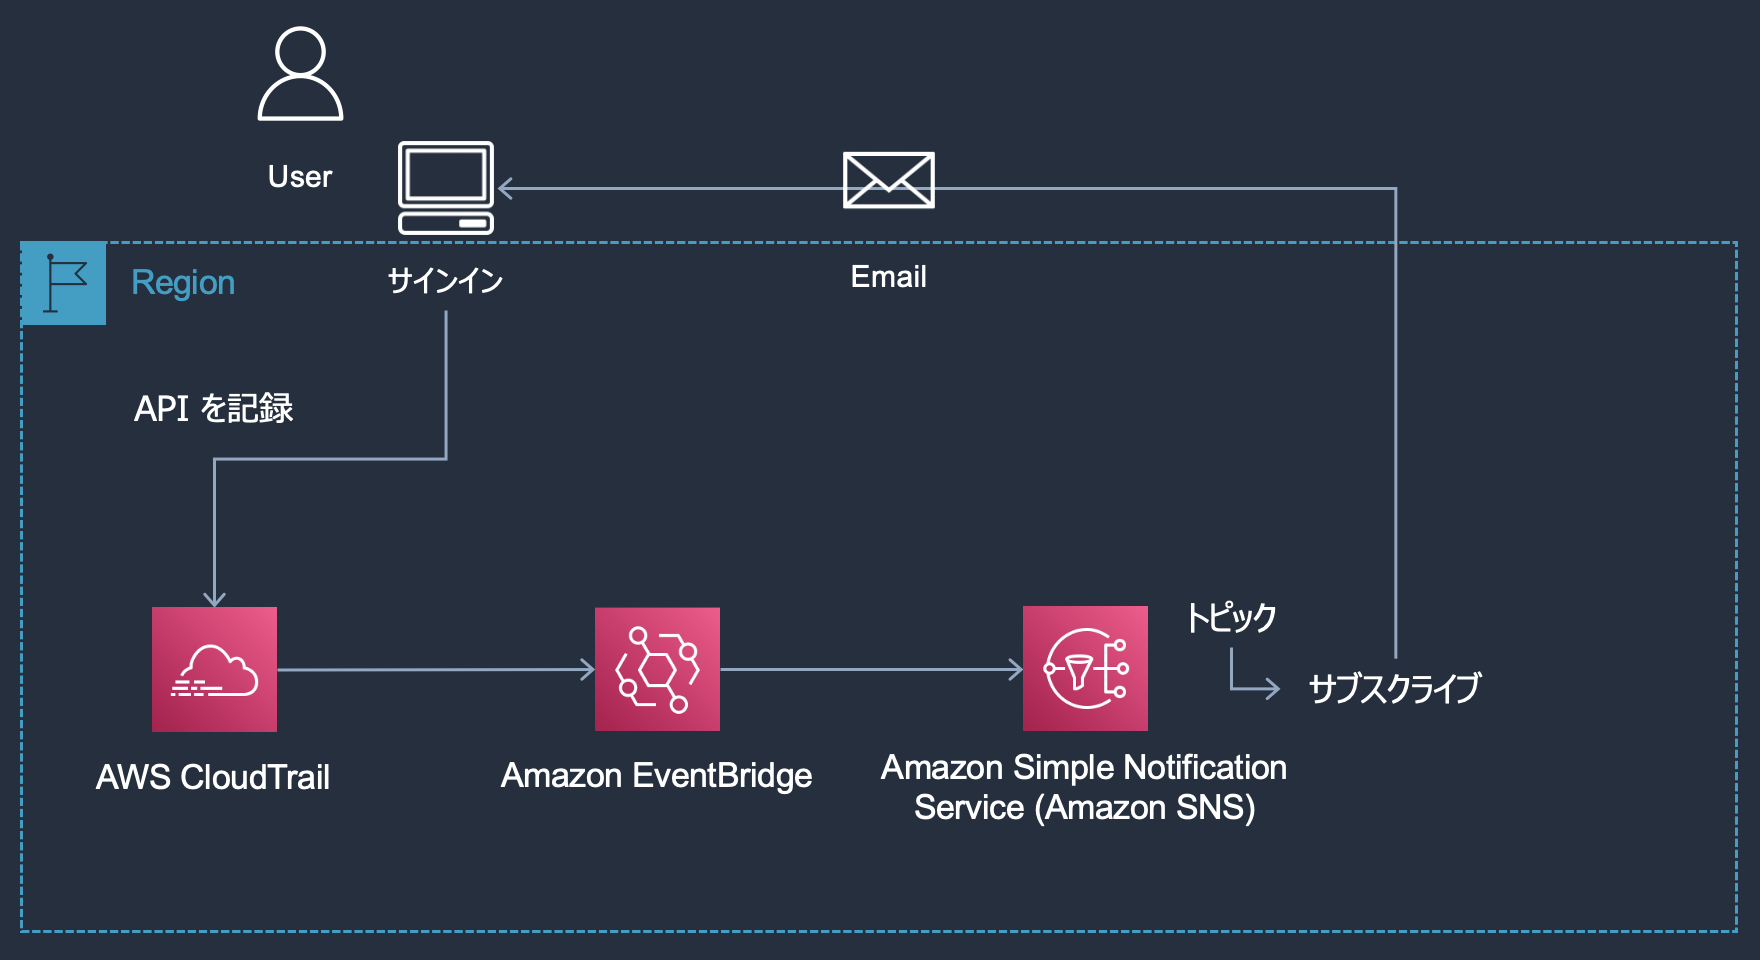 User
Region
サインイン
Email
API を記録
トピック
サブスクライブ
AWS CloudTrail
Amazon EventBridge
Amazon Simple Notification
Service (Amazon SNS)